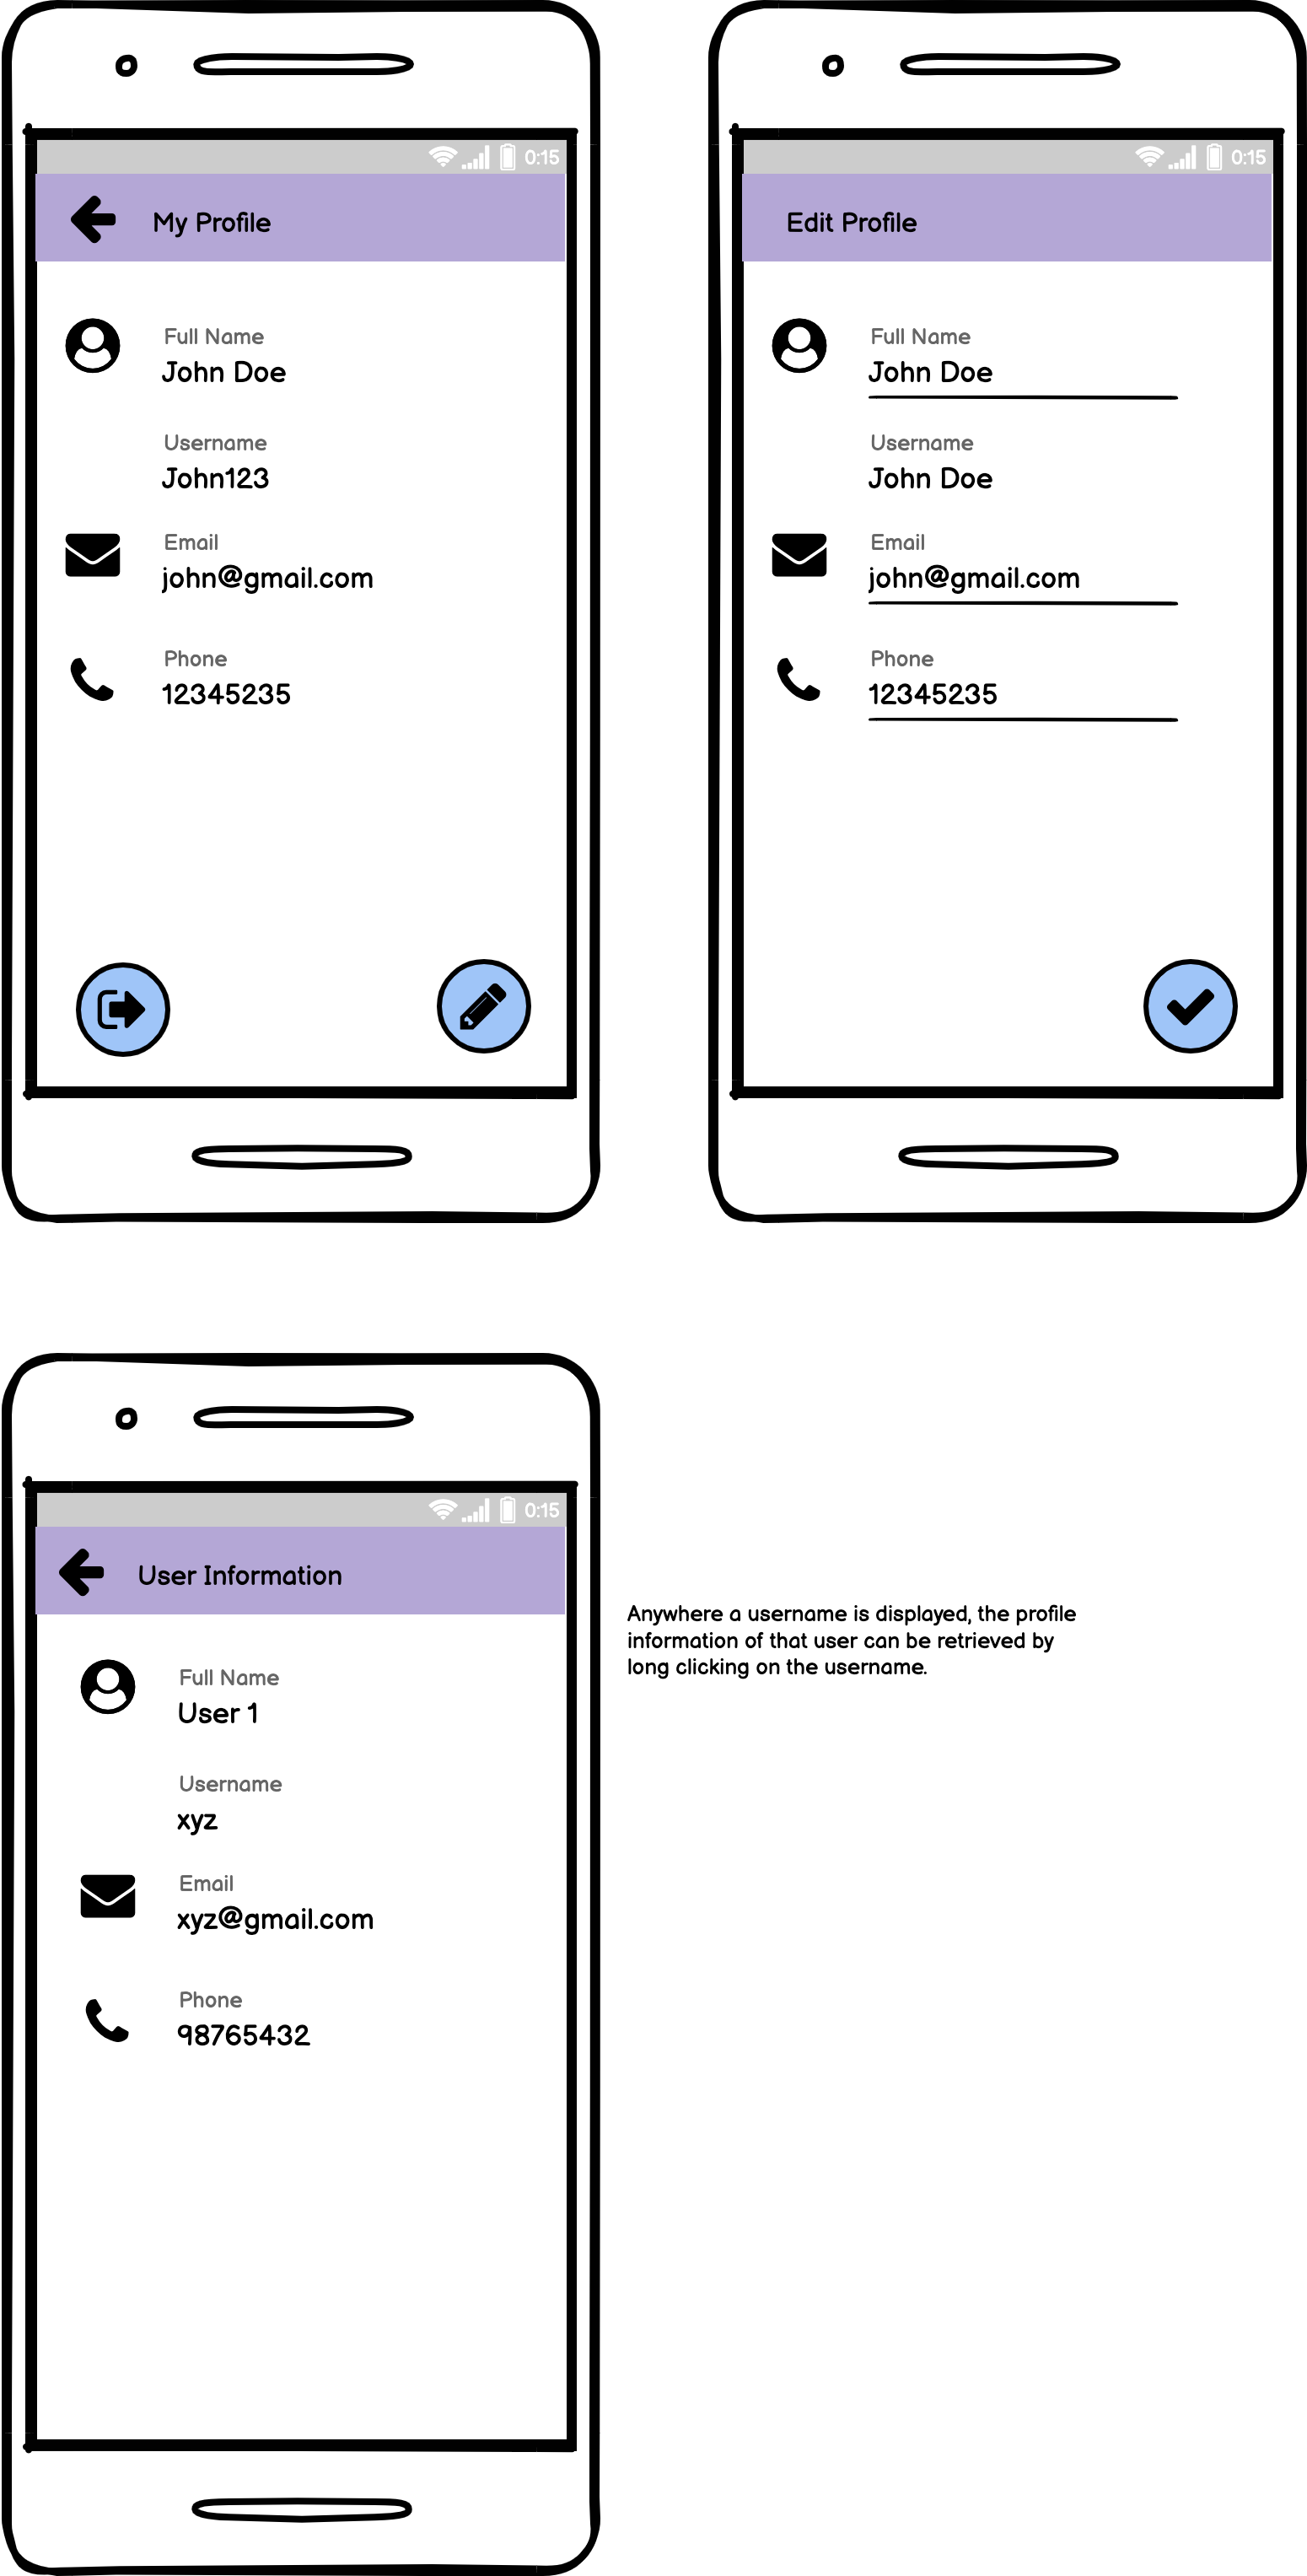 0:15
My Profile
Full Name
John Doe
Username
John123
Email
john@gmail.com
Phone
12345235
0:15
Edit Profile
Full Name
John Doe
Username
John Doe
Email
john@gmail.com
Phone
12345235
0:15
User Information
Full Name
User 1
Username
xyz
Email
xyz@gmail.com
Phone
98765432
Anywhere a username is displayed, the profile
information of that user can be retrieved by
long clicking on the username.